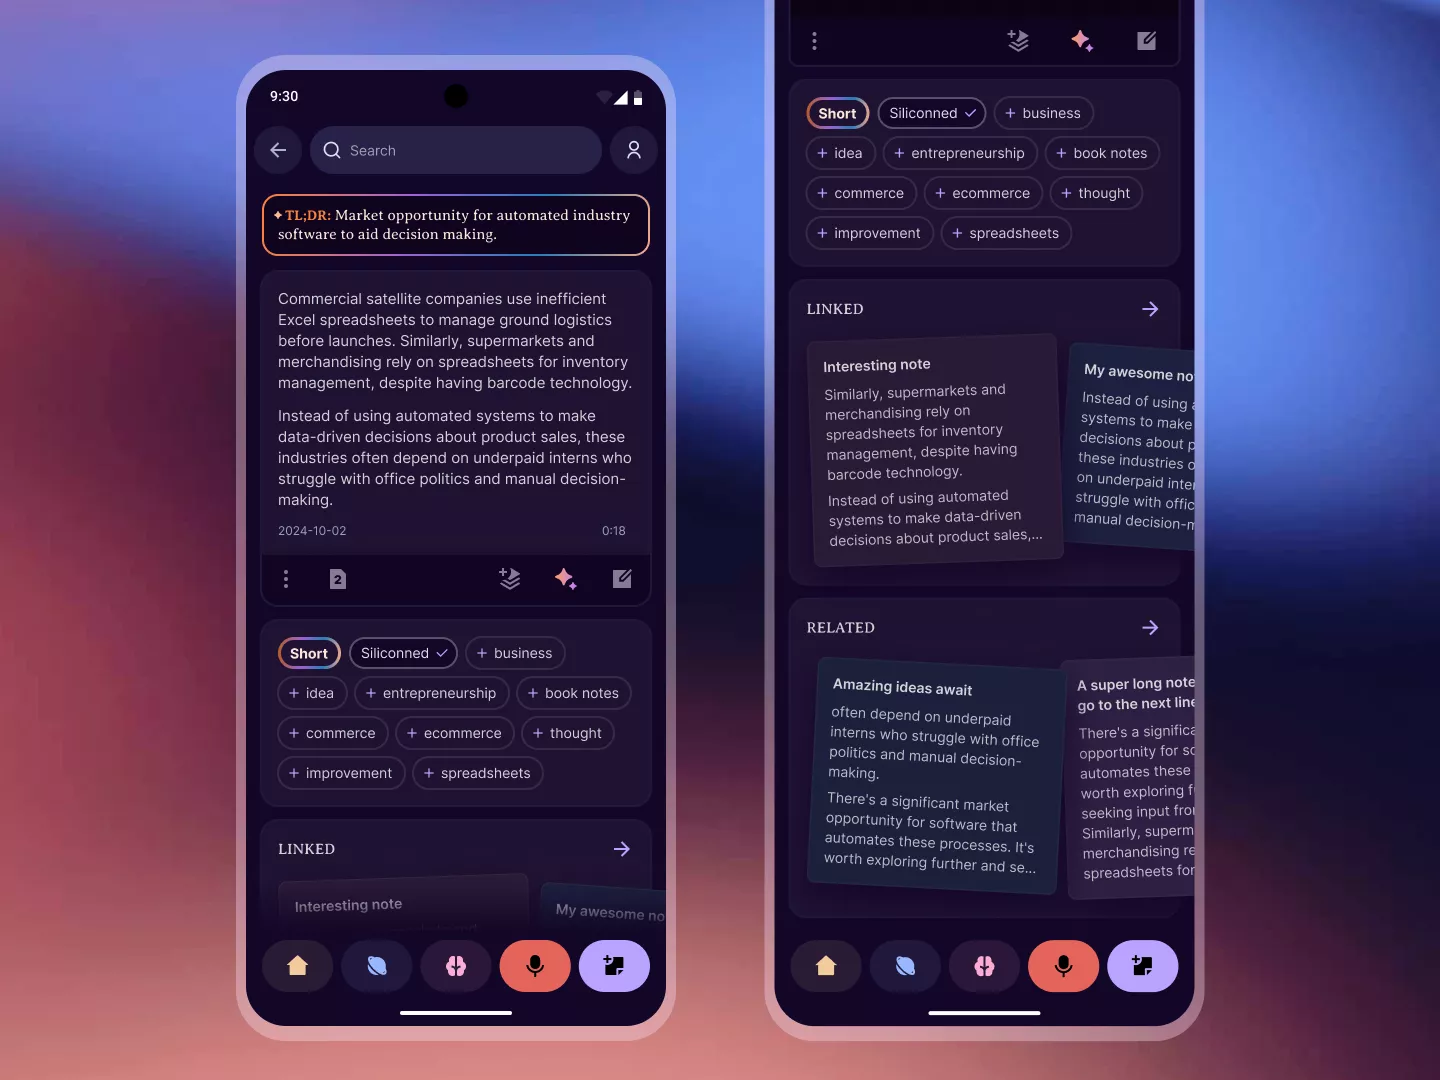 9:30
Search
TL;DR: Market opportunity for automated industry
software to aid decision making.
Commercial satellite companies use inefficient
Excel spreadsheets to manage ground logistics
before launches. Similarly, supermarkets and
merchandising rely on spreadsheets for inventory
management, despite having barcode technology.
Instead of using automated systems to make
data-driven decisions about product sales, these
industries often depend on underpaid interns who
struggle with office politics and manual decision-
making.
2024-10-02 0:18
2
Short Siliconned + business
+ idea + entrepreneurship + book notes
+ commerce + ecommerce + thought
+ improvement + spreadsheets
LINKED
Interesting note
My awesome no
Short Siliconned + business
+ idea + entrepreneurship + book notes
+ commerce + ecommerce + thought
+ improvement + spreadsheets
LINKED
Interesting note
Similarly, supermarkets and
merchandising rely on
spreadsheets for inventory
management, despite having
barcode technology.
Instead of using automated
systems to make data-driven
decisions about product sales,...
My awesome no
Instead of using a
systems to make
decisions about p
these industries o
on underpaid inter
struggle with offic
manual decision-m
RELATED
Amazing ideas await
often depend on underpaid
interns who struggle with office
politics and manual decision-
making.
There's a significant market
opportunity for software that
automates these processes. It's
worth exploring further and se...
A super long note
go to the next line
There's a significa
opportunity for so
automates these
worth exploring f
seeking input from
Similarly, superm
merchandising re
spreadsheets for